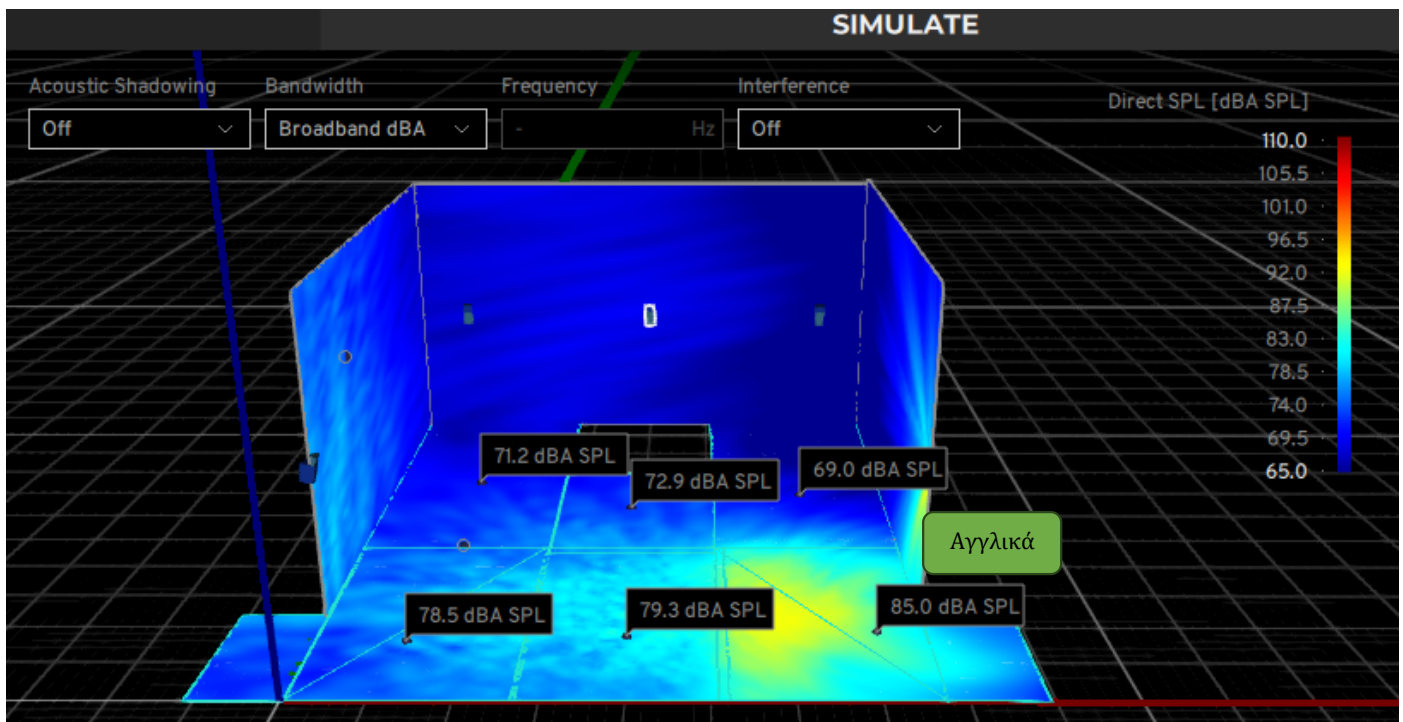 SIMULATE
Acoustic Shadowing
Bandwidth
Frequency
Interference
Off
Broadband dBA
- Hz
Off
Direct SPL [dBA SPL]
110.0
105.5
101.0
96.5
92.0
87.5
83.0
78.5
74.0
69.5
65.0
71.2 dBA SPL
72.9 dBA SPL
69.0 dBA SPL
Αγγλικά
78.5 dBA SPL
79.3 dBA SPL
85.0 dBA SPL